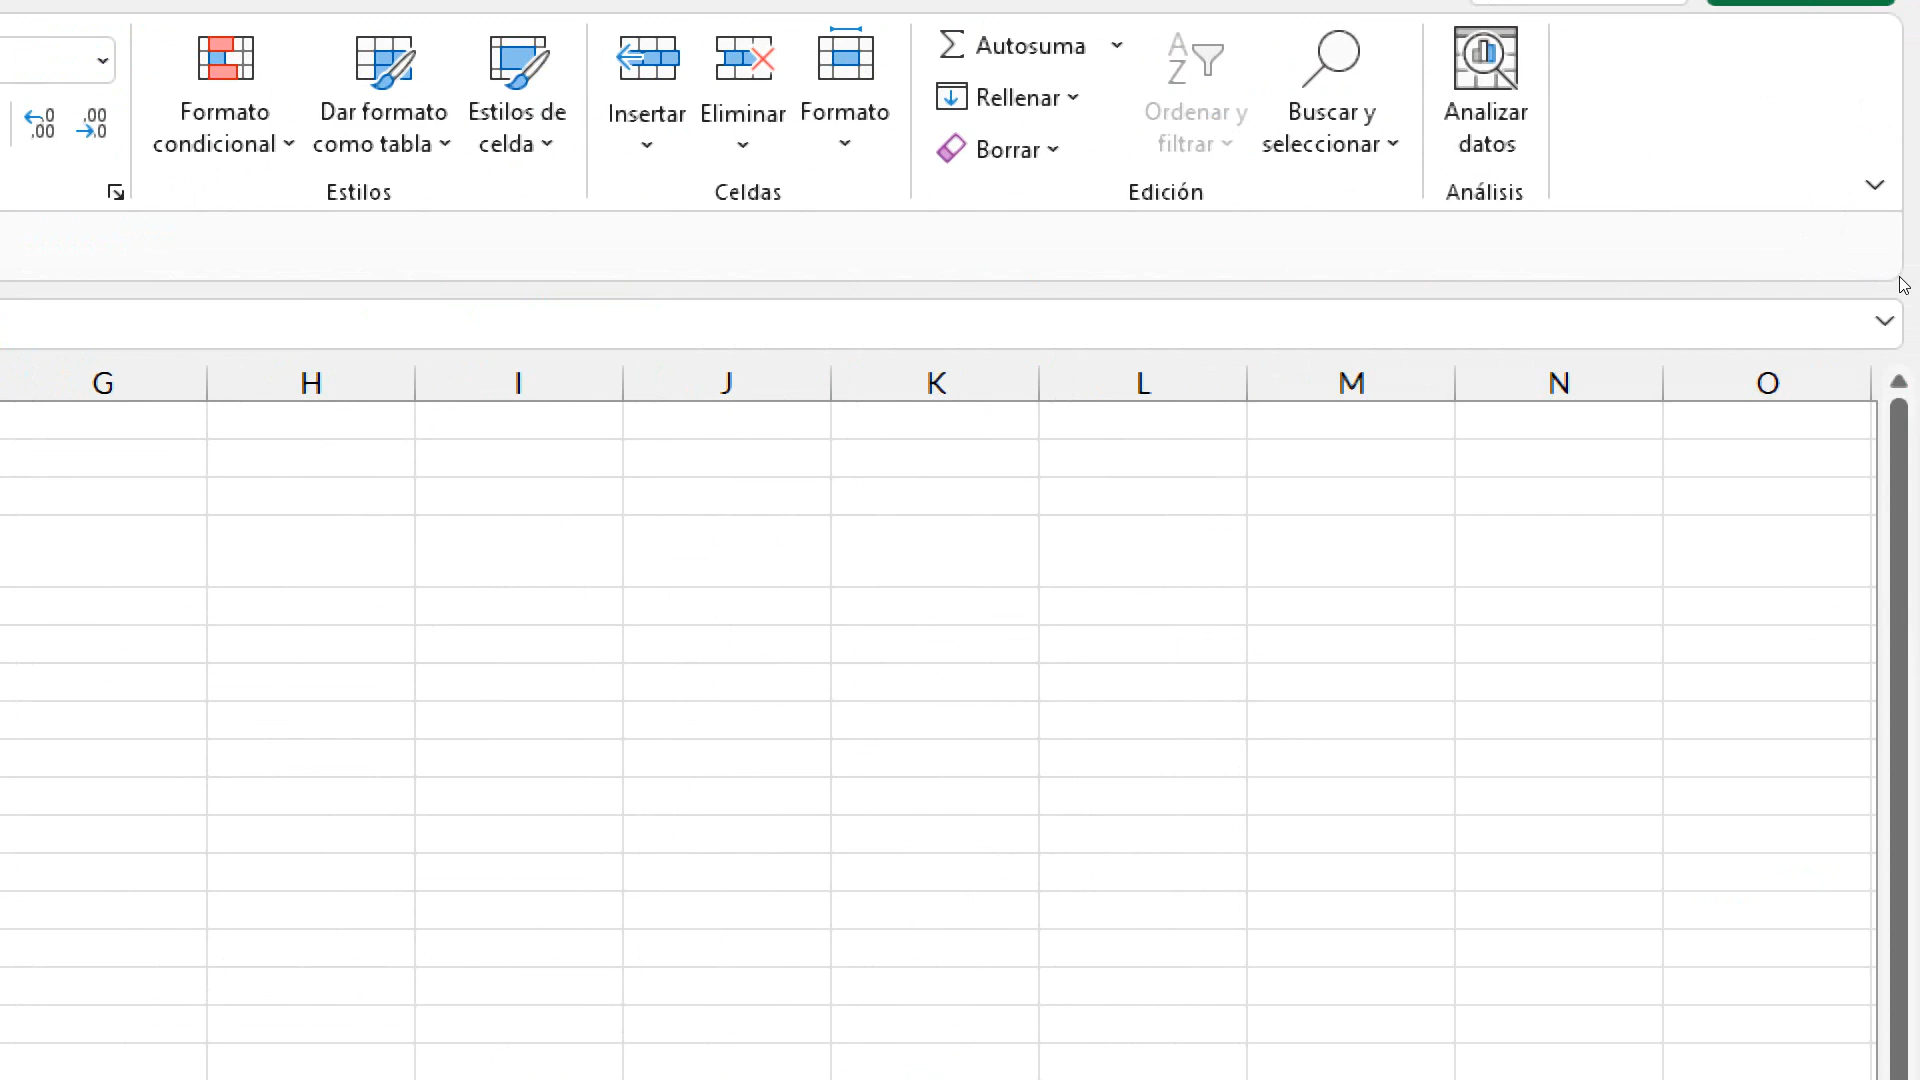 Autosuma
Rellenar
Borrar
Formato
condicional
Dar formato
como tabla
Estilos de
celda
Insertar
Eliminar
Formato
Ordenar y
filtrar
Buscar y
seleccionar
Analizar
datos
Estilos
Celdas
Edición
Análisis
G H I J K L M N O